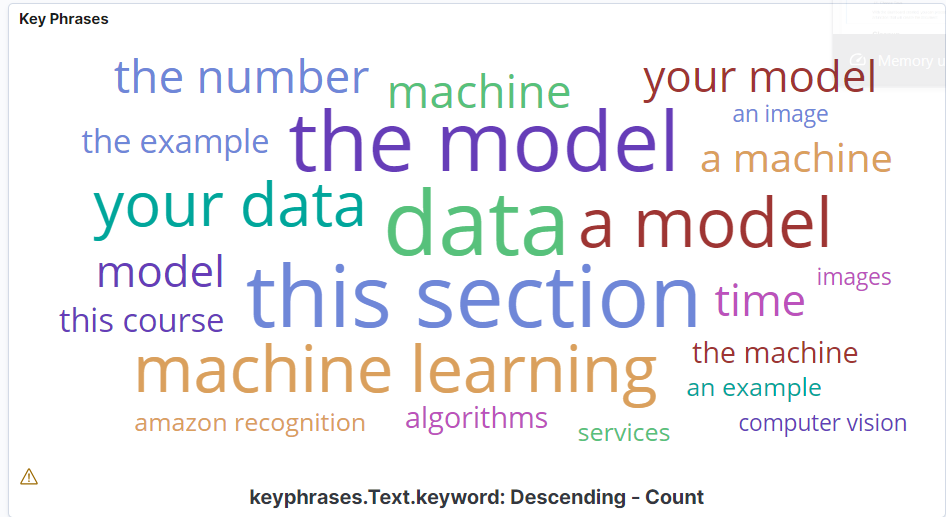 Key Phrases
Memory u
the number
machine
your model
an image
the example
the model
a machine
your data
data
a model
model
this section
images
time
this course
machine learning
the machine
an example
amazon recognition
algorithms
services
computer vision
keyphrases.Text.keyword: Descending - Count